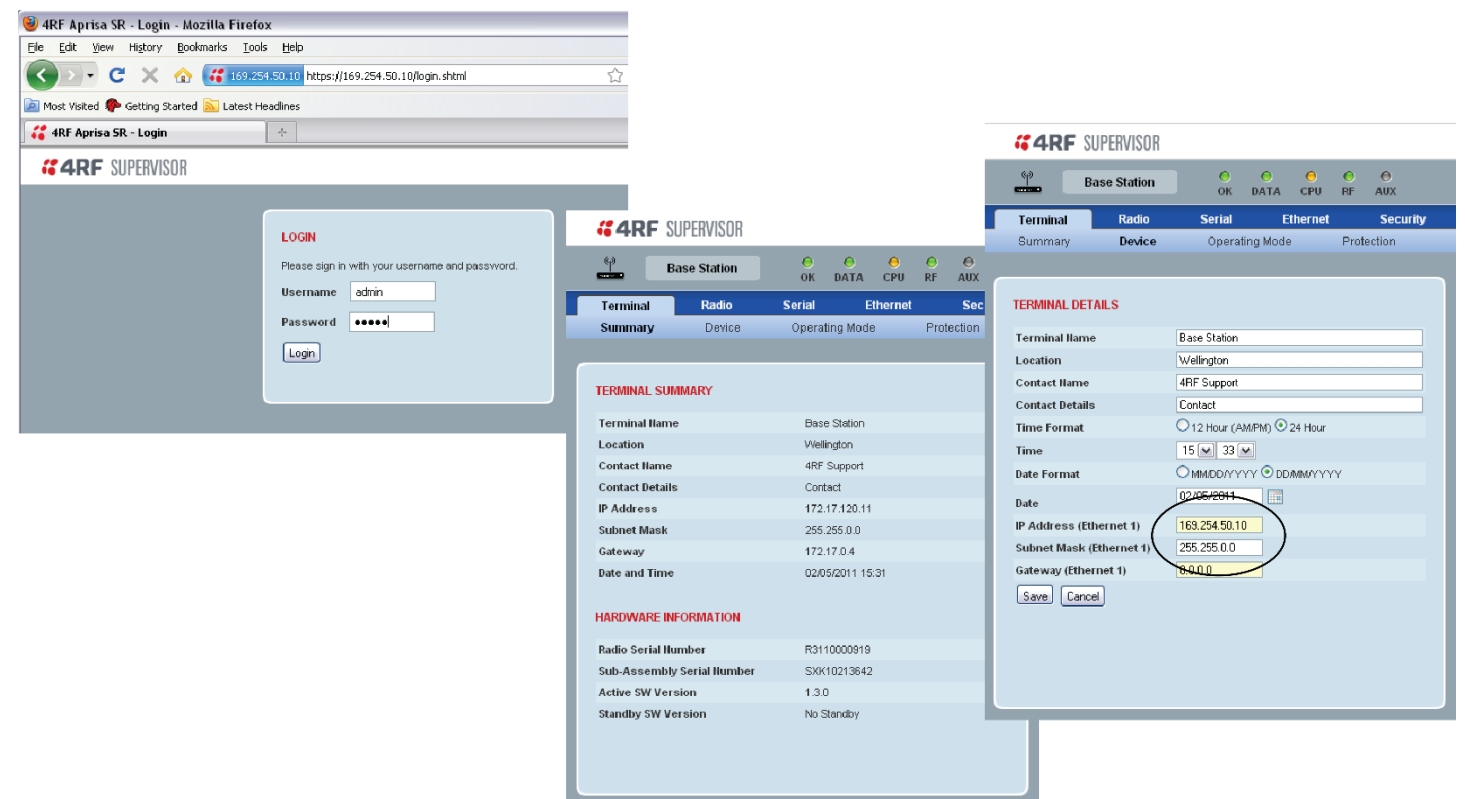 4RF Aprisa SR - Login - Mozilla Firefox
File Edit View History Bookmarks Tools Help
169.254.50.10 https://169.254.50.10/login.shtml
Most Visited Getting Started Latest Headlines
4RF Aprisa SR - Login
4RF SUPERVISOR
LOGIN
Please sign in with your username and password.
Username admin
Password •••••
Login
4RF SUPERVISOR
Base Station OK DATA CPU RF AUX
Terminal Radio Serial Ethernet Sec
Summary Device Operating Mode Protection
TERMINAL SUMMARY
Terminal Name Base Station
Location Wellington
Contact Name 4RF Support
Contact Details Contact
IP Address 172.17.120.11
Subnet Mask 255.255.0.0
Gateway 172.17.0.4
Date and Time 02/05/2011 15:31
HARDWARE INFORMATION
Radio Serial Number R3110000919
Sub-Assembly Serial Number SXK10213642
Active SW Version 1.3.0
Standby SW Version No Standby
4RF SUPERVISOR
Base Station OK DATA CPU RF AUX
Terminal Radio Serial Ethernet Security
Summary Device Operating Mode Protection
TERMINAL DETAILS
Terminal Name Base Station
Location Wellington
Contact Name 4RF Support
Contact Details Contact
Time Format 12 Hour (AM/PM) 24 Hour
Time 15 33
Date Format MM/DD/YYYY DD/MM/YYYY
Date 02/05/2011
IP Address (Ethernet 1) 169.254.50.10
Subnet Mask (Ethernet 1) 255.255.0.0
Gateway (Ethernet 1) 0.0.0.0
Save Cancel